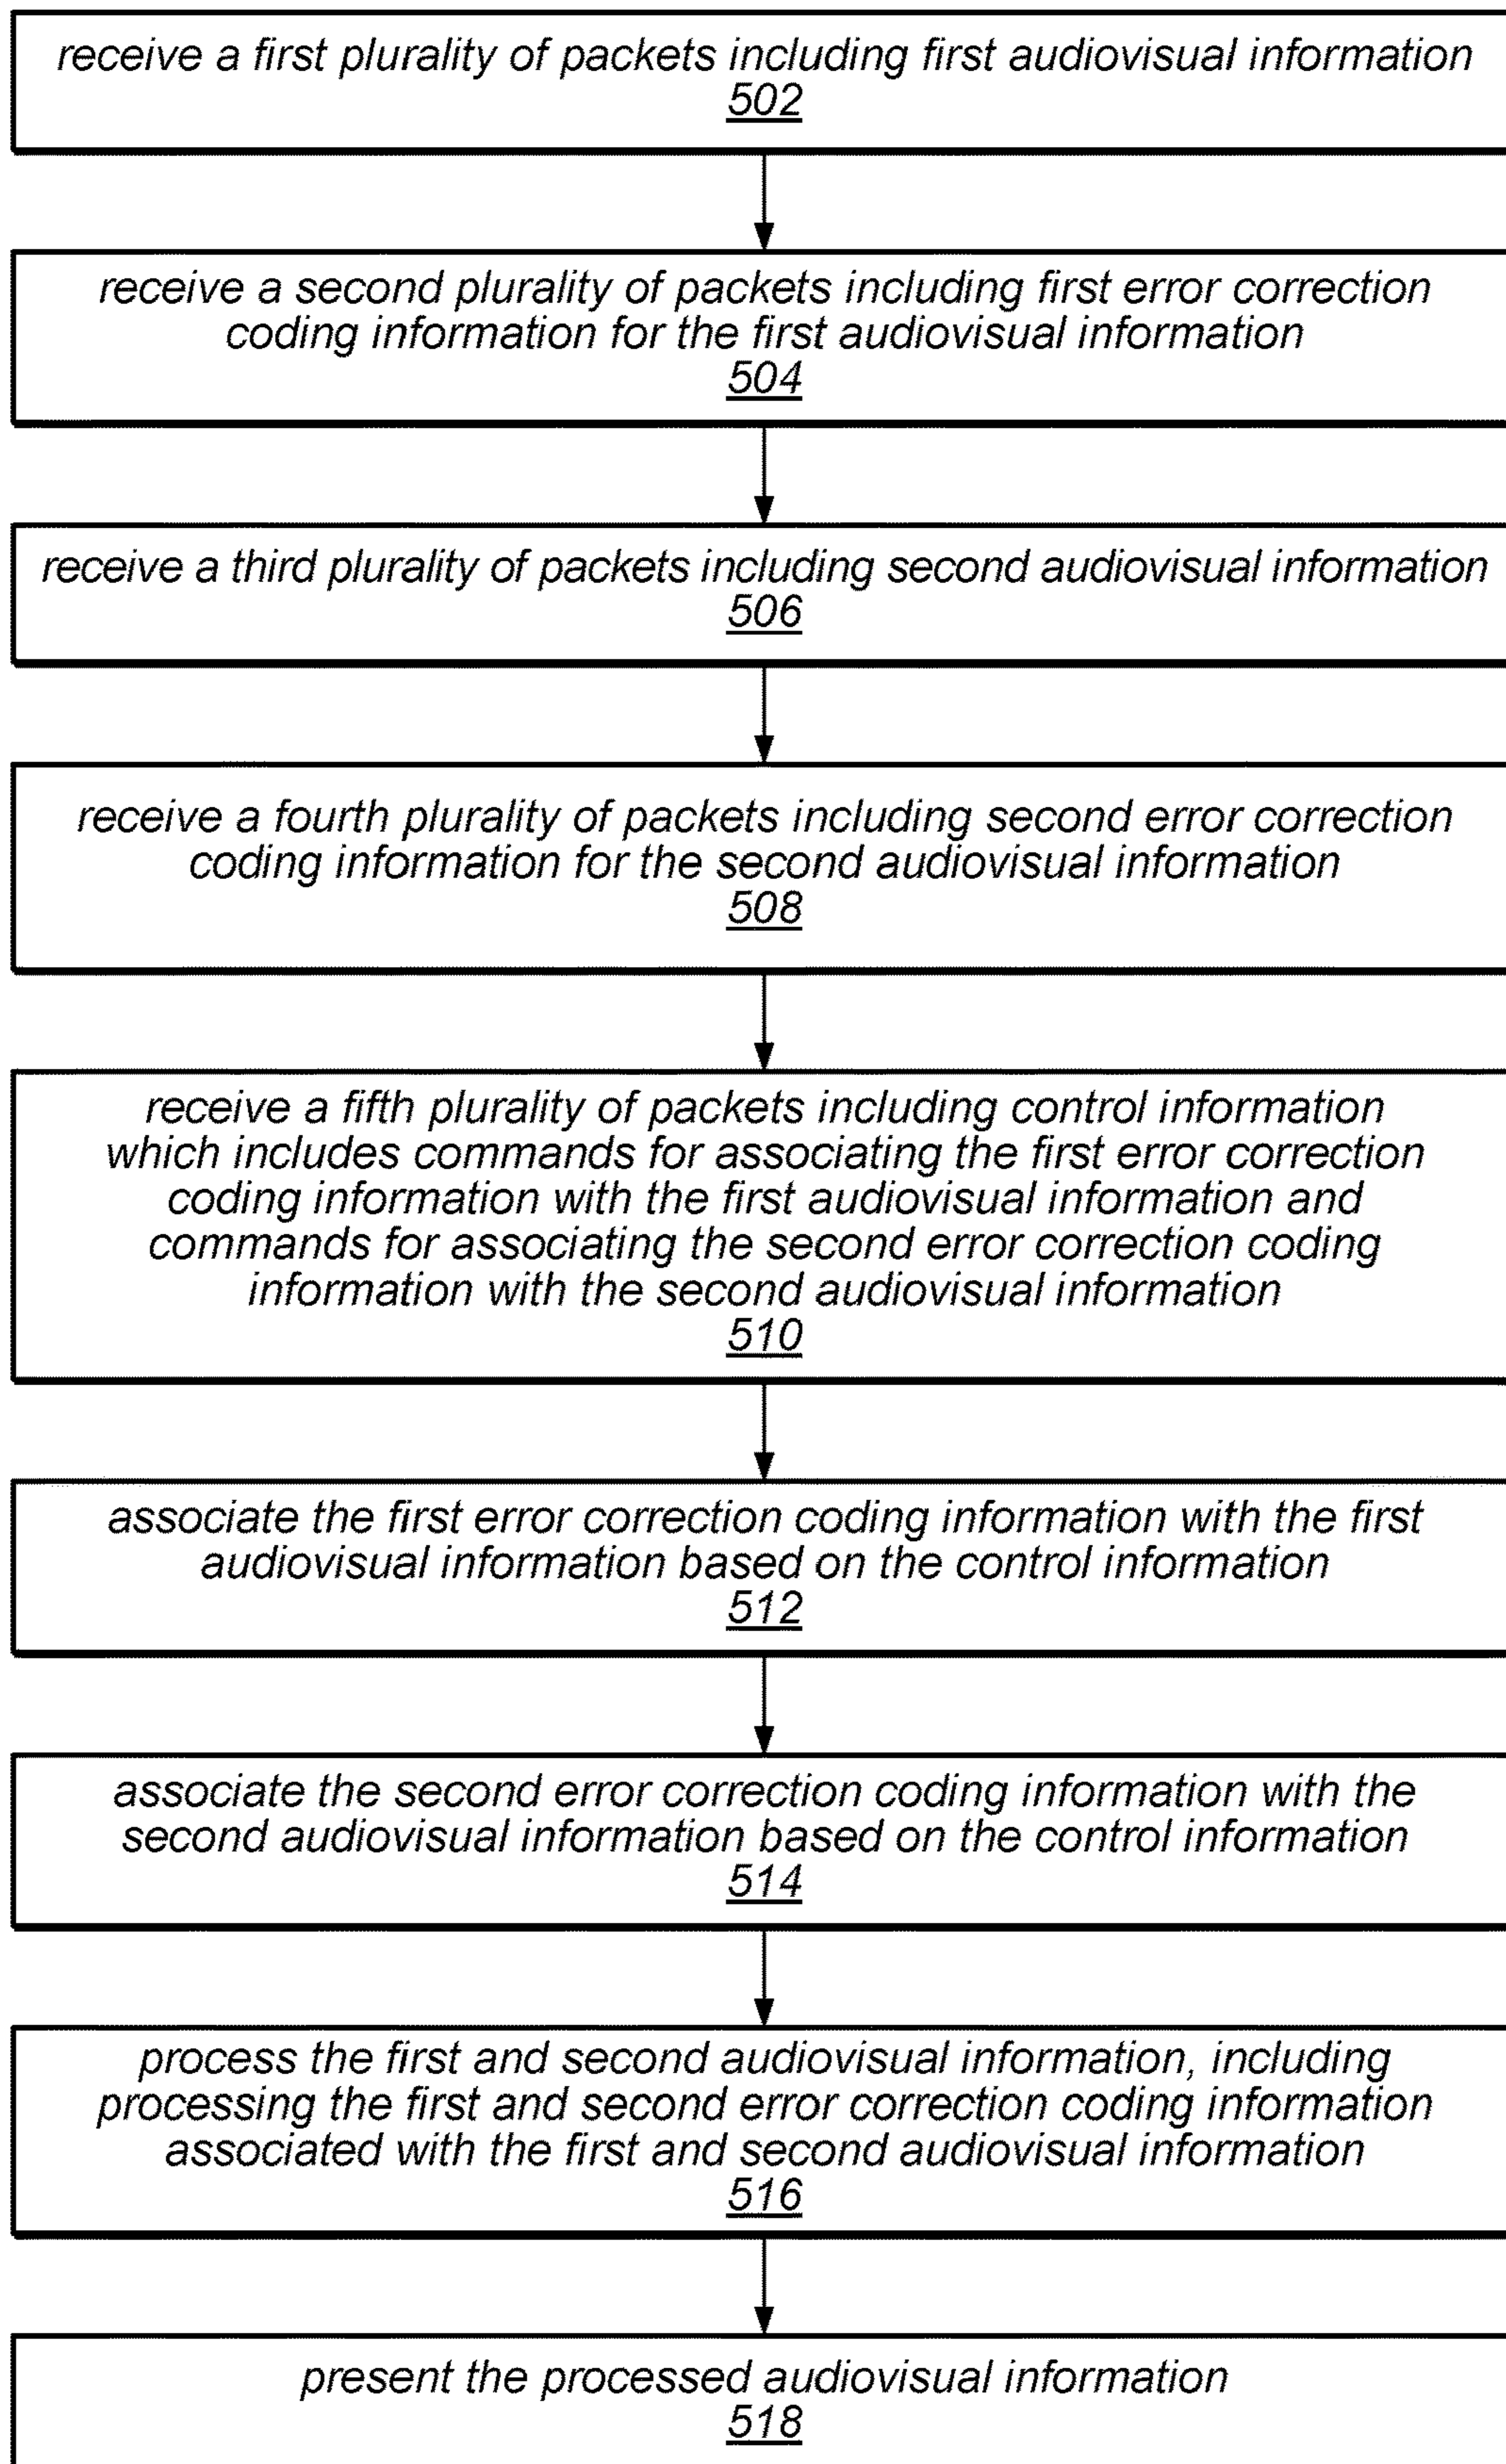 receive a first plurality of packets including first audiovisual information
502
receive a second plurality of packets including first error correction
coding information for the first audiovisual information
504
receive a third plurality of packets including second audiovisual information
506
receive a fourth plurality of packets including second error correction
coding information for the second audiovisual information
508
receive a fifth plurality of packets including control information
which includes commands for associating the first error correction
coding information with the first audiovisual information and
commands for associating the second error correction coding
information with the second audiovisual information
510
associate the first error correction coding information with the first
audiovisual information based on the control information
512
associate the second error correction coding information with the
second audiovisual information based on the control information
514
process the first and second audiovisual information, including
processing the first and second error correction coding information
associated with the first and second audiovisual information
516
present the processed audiovisual information
518